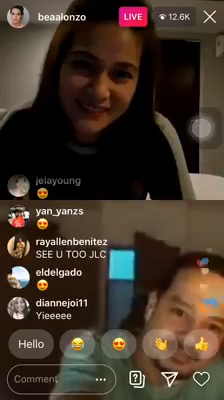 beaalonzo
LIVE
12.6K
jelayoung
😍
yan_yanzs
😍
rayallenbenitez
SEE U TOO JLC
eldelgado
😍
diannejoi11
Yieeeee
Hello 😂 😍 👋 👍
Comment